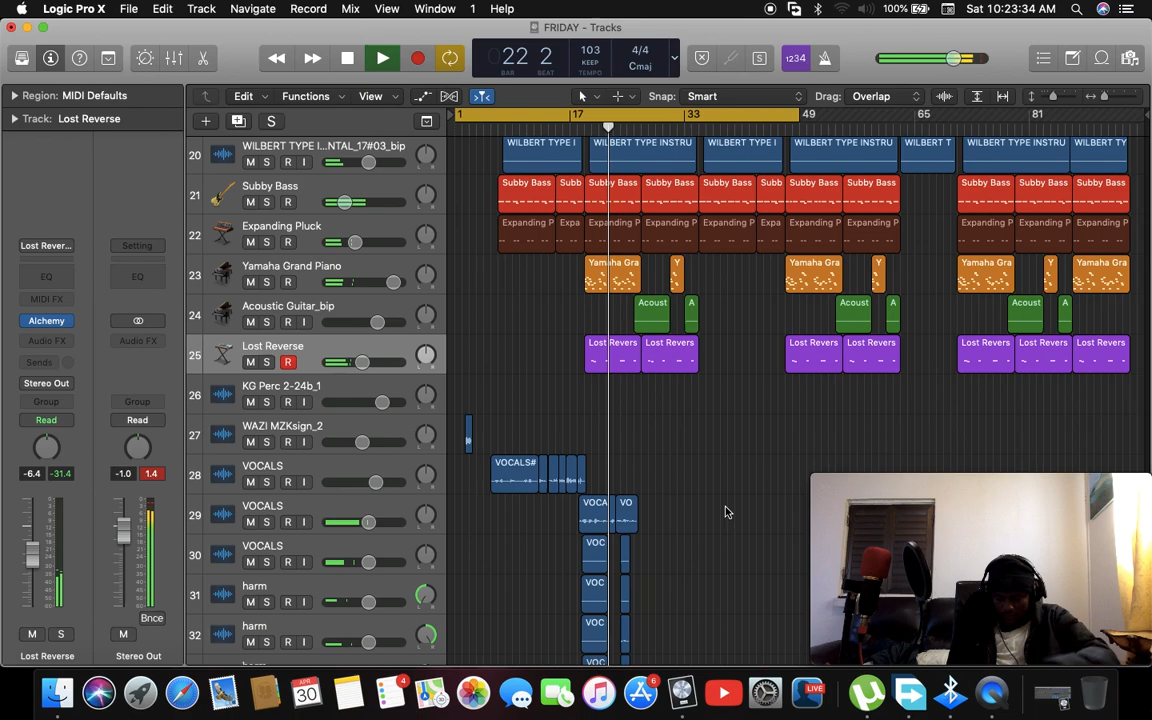 Logic Pro X File Edit Track Navigate Record Mix View Window 1 Help 100% Sat 10:23:34 AM
FRIDAY - Tracks
22 2 103 4/4
KEEP Cmaj
BAR BEAT TEMPO
1234
S
Region: MIDI Defaults
Track: Lost Reverse
Edit Functions View Snap: Smart Drag: Overlap
S
1 17 33 49 65 81
20 WILBERT TYPE I...NTAL_17#03_bip
M S R I
WILBERT TYPE I WILBERT TYPE INSTRU WILBERT TYPE I WILBERT TYPE INSTRU WILBERT T WILBERT TYPE INSTRU WILBERT TY
21 Subby Bass
M S R
Subby Bass Subb Subby Bass Subby Bass Subby Bass Subb Subby Bass Subby Bass Subby Bass Subby Bass Subby Bass
22 Expanding Pluck
M S R
Expanding P Expa Expanding P Expanding P Expanding P Expa Expanding P Expanding P Expanding P Expanding P Expanding P
23 Yamaha Grand Piano
M S R
Yamaha Gra Y Yamaha Gra Y Yamaha Gra Y Yamaha Gra
24 Acoustic Guitar_bip
M S R I
Acoust A Acoust A Acoust A
25 Lost Reverse
M S R
Lost Revers Lost Revers Lost Revers Lost Revers Lost Revers Lost Revers Lost Revers
26 KG Perc 2-24b_1
M S R I
27 WAZI MZKsign_2
M S R I
28 VOCALS
M S R I
VOCALS#
29 VOCALS
M S R I
VOCA VO
30 VOCALS
M S R I
VOC
31 harm
M S R I
VOC
32 harm
M S R I
VOC
VOC
Lost Rever... Setting
EQ EQ
MIDI FX
Alchemy
Audio FX Audio FX
Sends
Stereo Out
Group Group
Read Read
-6.4 -31.4 -1.0 1.4
Bnce
M S M
Lost Reverse Stereo Out
APR
30
4
6
LIVE